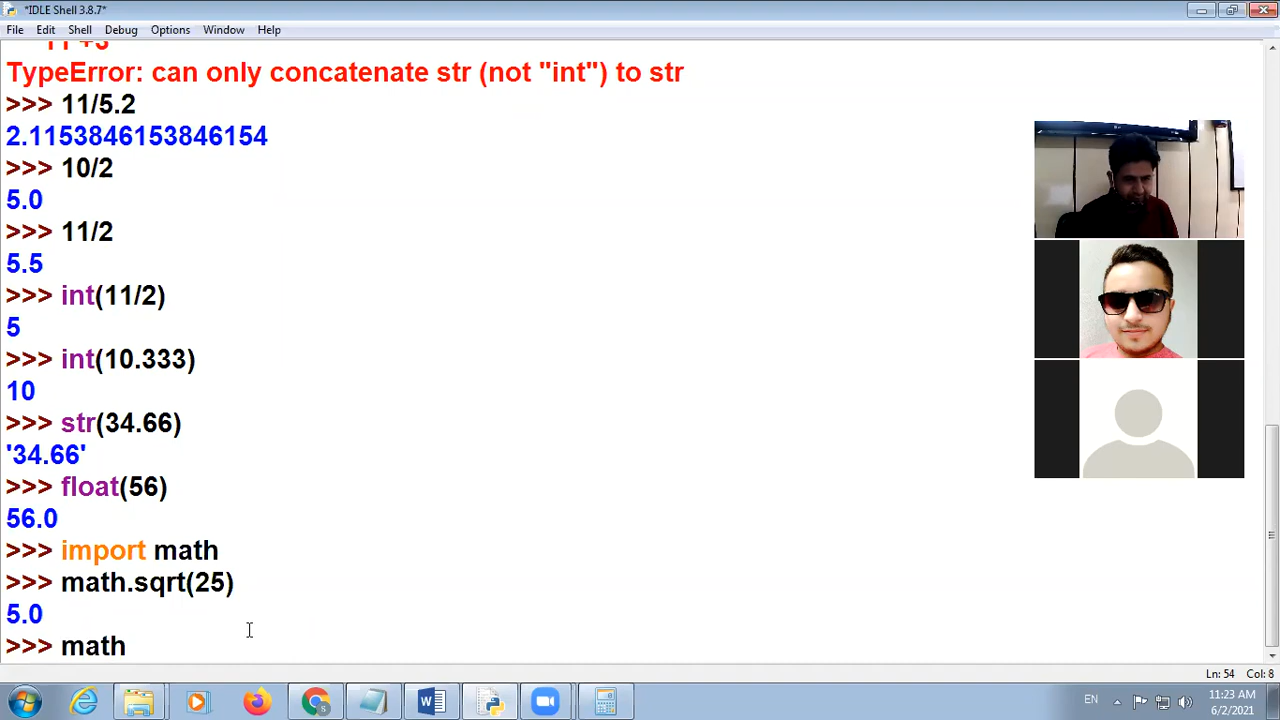 *IDLE Shell 3.8.7*
File Edit Shell Debug Options Window Help
TypeError: can only concatenate str (not "int") to str
>>> 11/5.2
2.1153846153846154
>>> 10/2
5.0
>>> 11/2
5.5
>>> int(11/2)
5
>>> int(10.333)
10
>>> str(34.66)
'34.66'
>>> float(56)
56.0
>>> import math
>>> math.sqrt(25)
5.0
>>> math
Ln: 54 Col: 8
EN
11:23 AM
6/2/2021